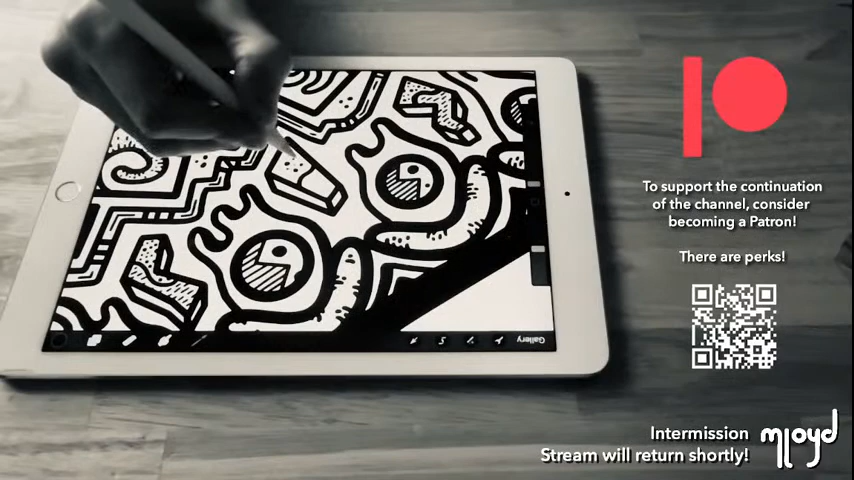 To support the continuation
of the channel, consider
becoming a Patron!
There are perks!
Gallery
Intermission
Stream will return shortly!
mloyd